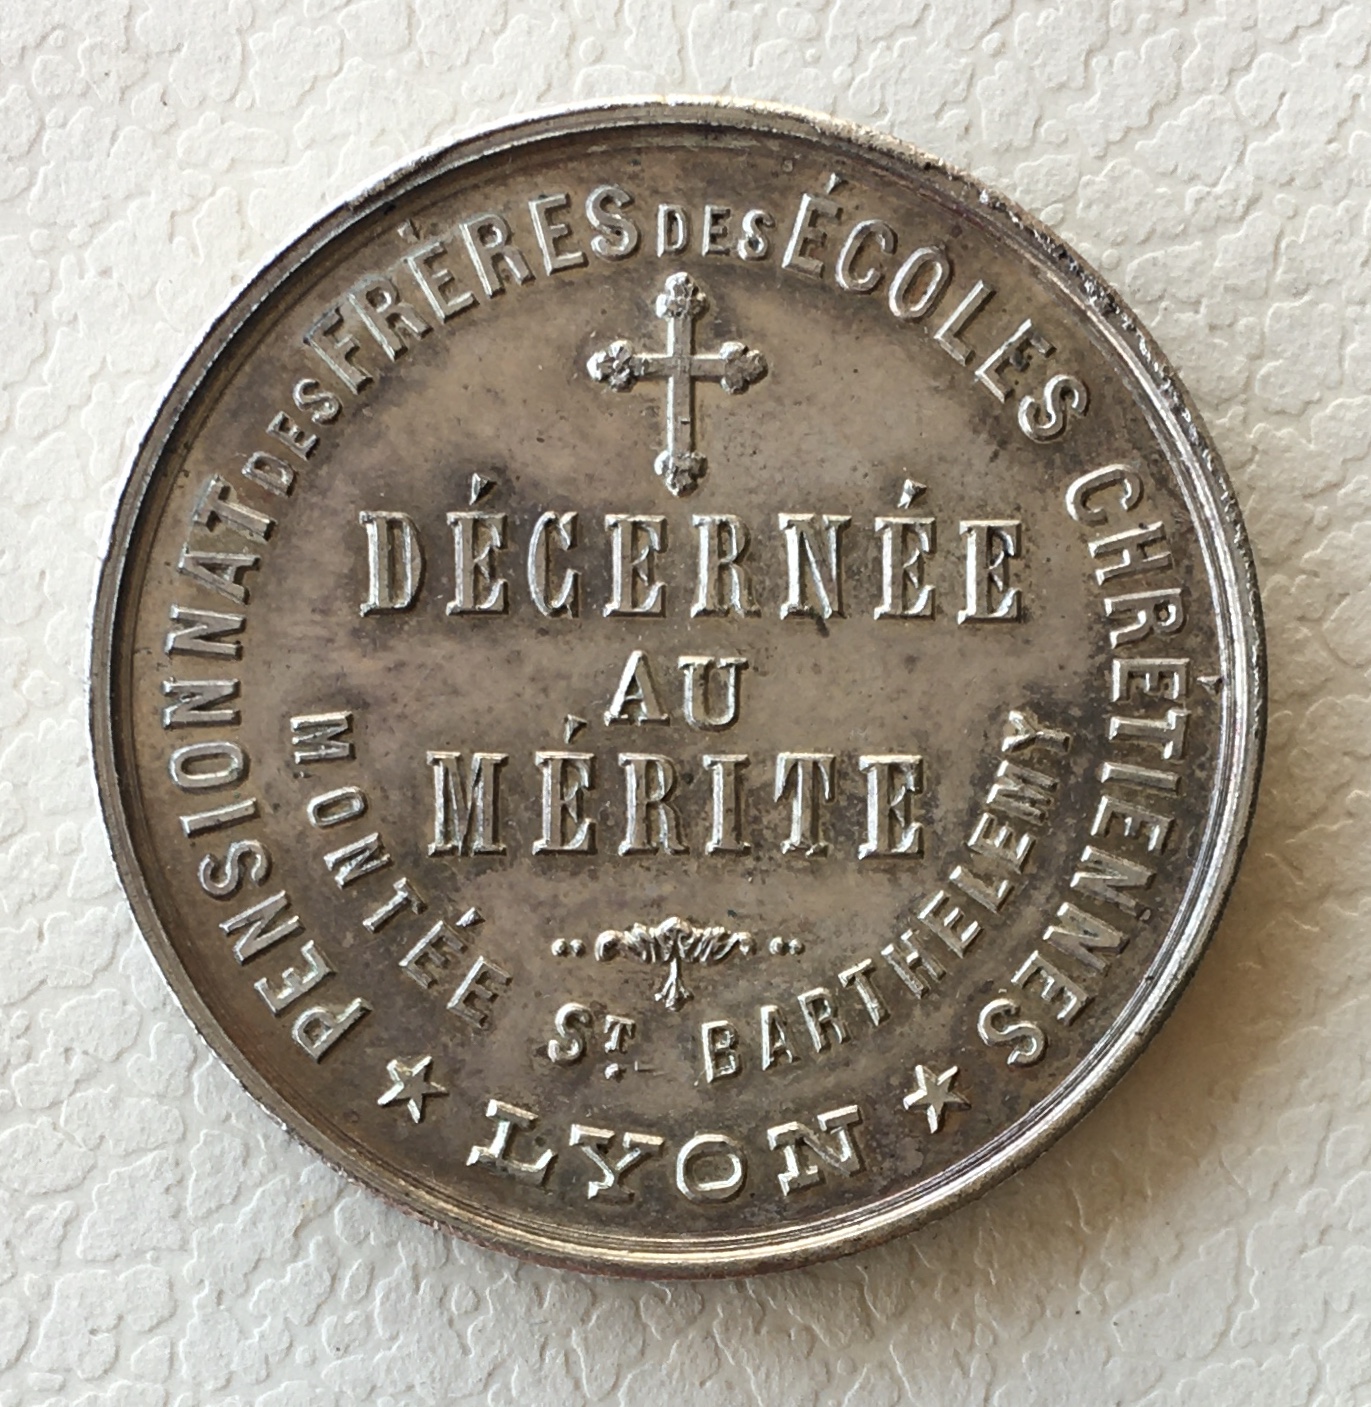 PENSIONNAT DES FRÈRES DES ÉCOLES CHRÉTIENNES
DÉCERNÉE
AU
MÉRITE
MONTÉE ST. BARTHELEMY
LYON